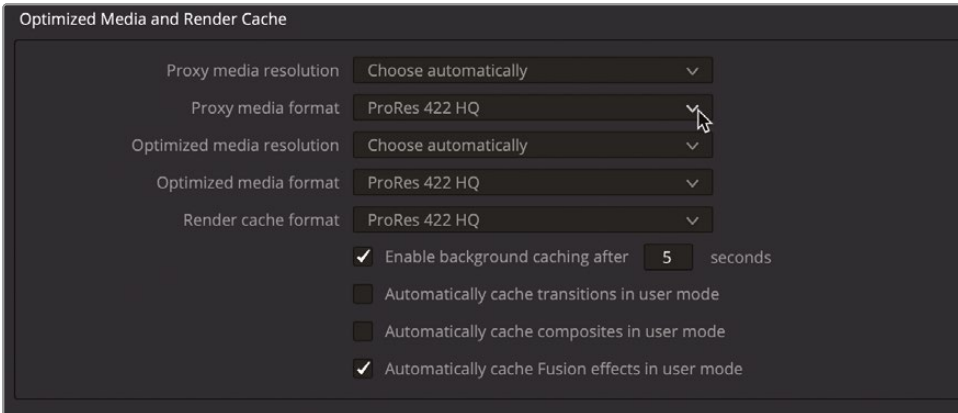 Optimized Media and Render Cache
Proxy media resolution Choose automatically
Proxy media format ProRes 422 HQ
Optimized media resolution Choose automatically
Optimized media format ProRes 422 HQ
Render cache format ProRes 422 HQ
Enable background caching after 5 seconds
Automatically cache transitions in user mode
Automatically cache composites in user mode
Automatically cache Fusion effects in user mode